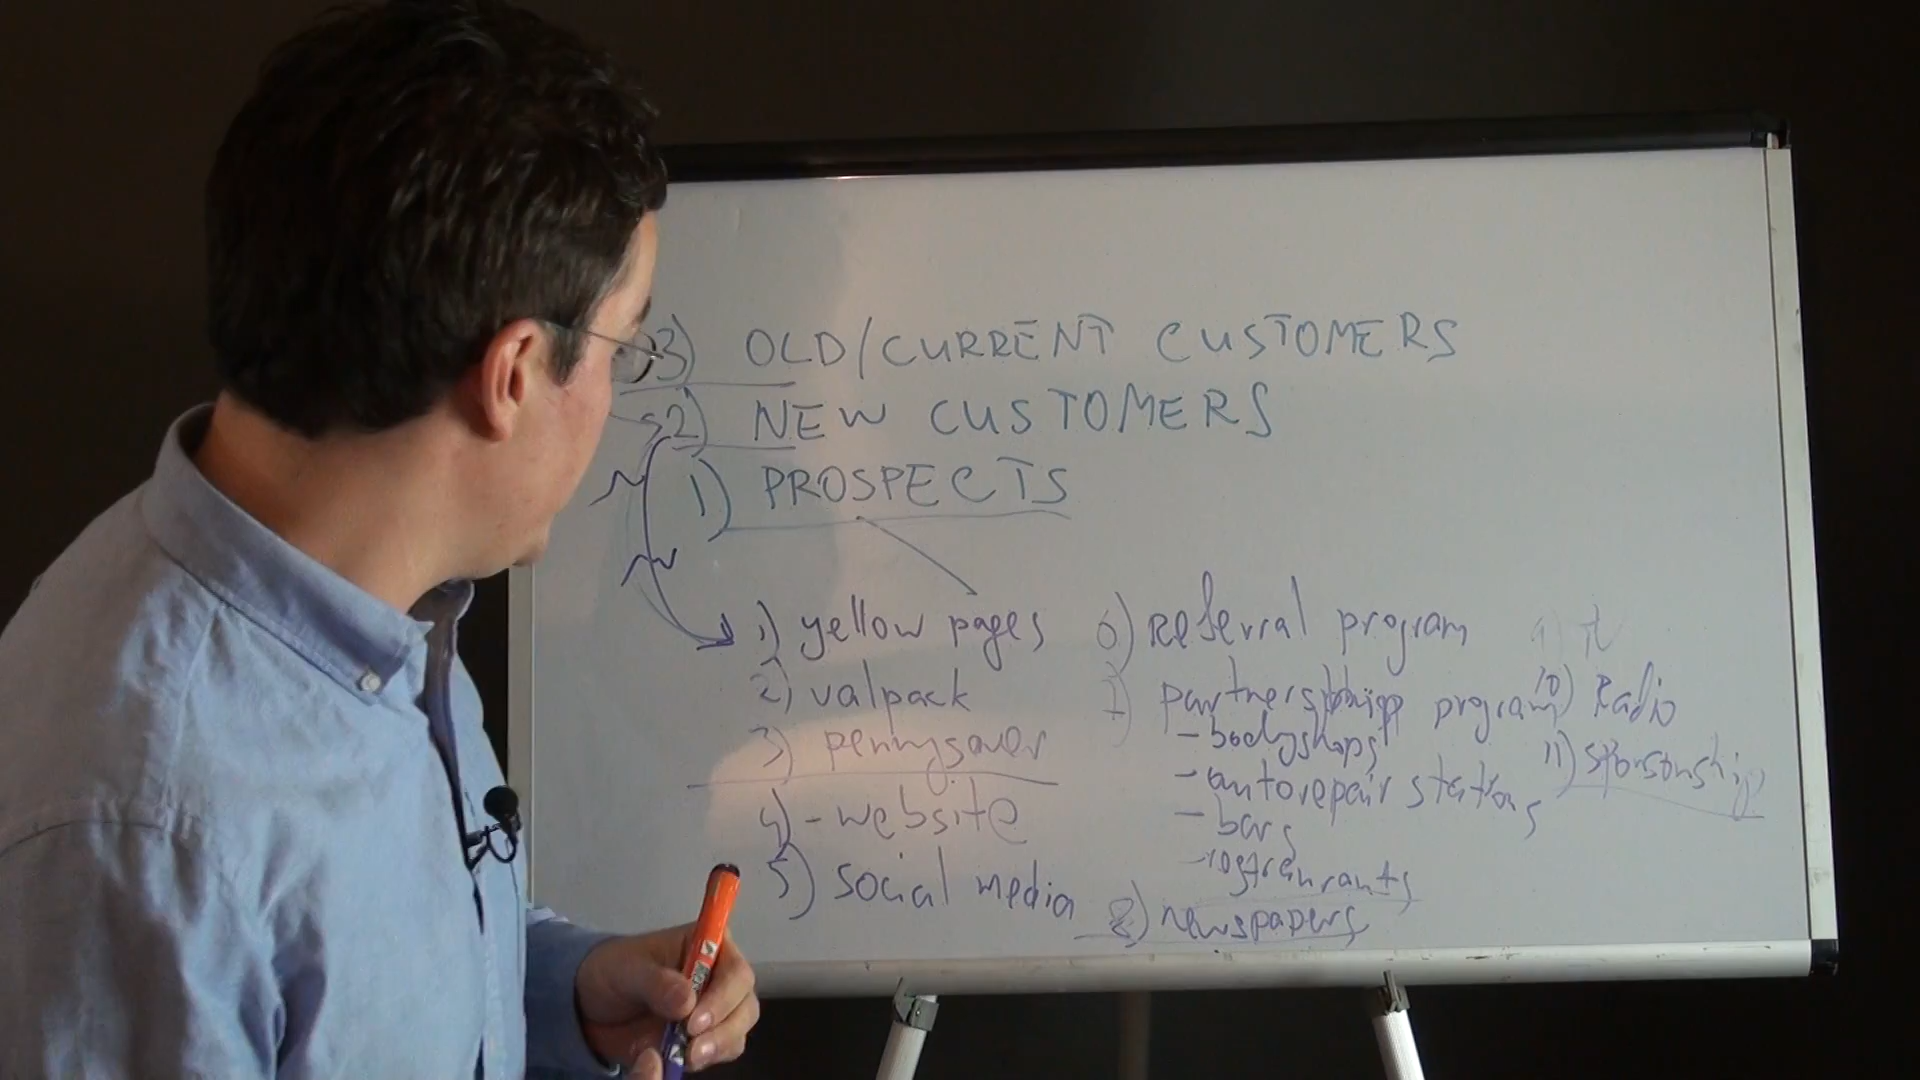 3) OLD/CURRENT CUSTOMERS
2) NEW CUSTOMERS
1) PROSPECTS
1) yellow pages
2) valpack
3) pennysaver
4) - website
5) social media
6) Referral program
7) partnership program
- bodyshops
- autorepair stations
- bars
- restaurants
8) newspapers
9)
10) Radio
11) sponsorship